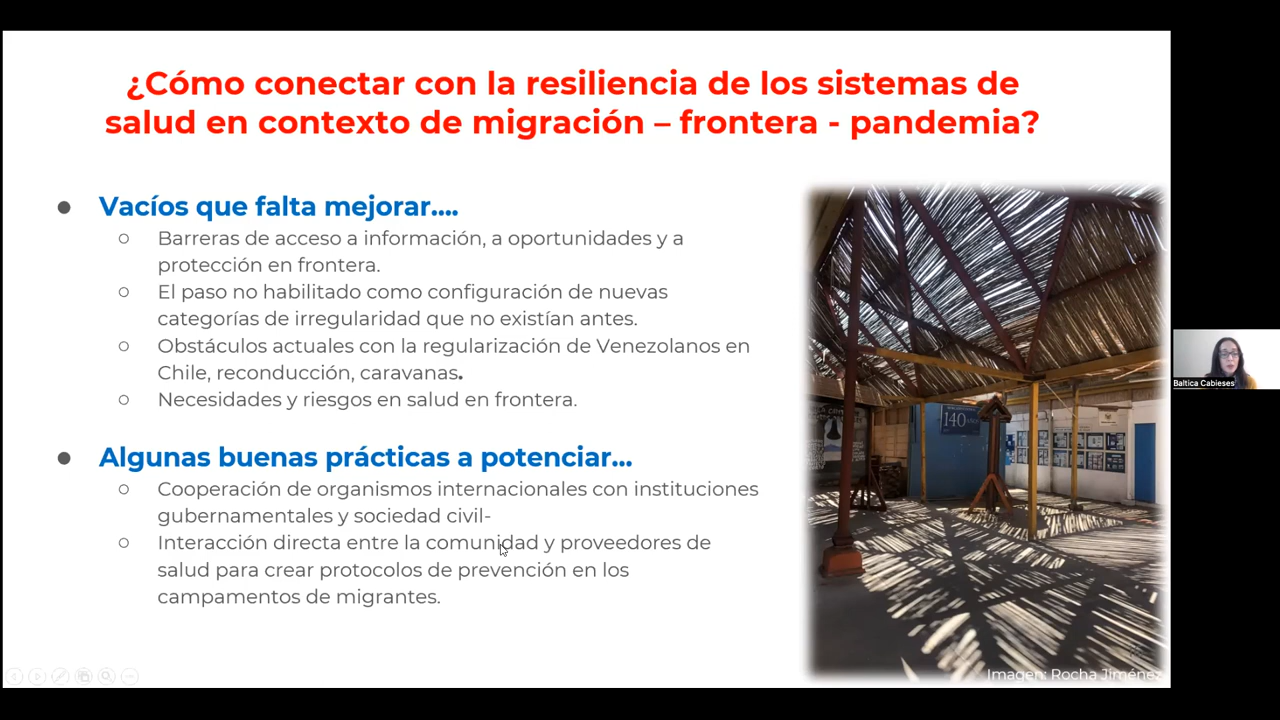 ¿Cómo conectar con la resiliencia de los sistemas de
salud en contexto de migración – frontera - pandemia?
● Vacíos que falta mejorar....
○ Barreras de acceso a información, a oportunidades y a
protección en frontera.
○ El paso no habilitado como configuración de nuevas
categorías de irregularidad que no existían antes.
○ Obstáculos actuales con la regularización de Venezolanos en
Chile, reconducción, caravanas.
○ Necesidades y riesgos en salud en frontera.
● Algunas buenas prácticas a potenciar...
○ Cooperación de organismos internacionales con instituciones
gubernamentales y sociedad civil-
○ Interacción directa entre la comunidad y proveedores de
salud para crear protocolos de prevención en los
campamentos de migrantes.
140
Imagen: Rocha Jiménez
Baltica Cabieses